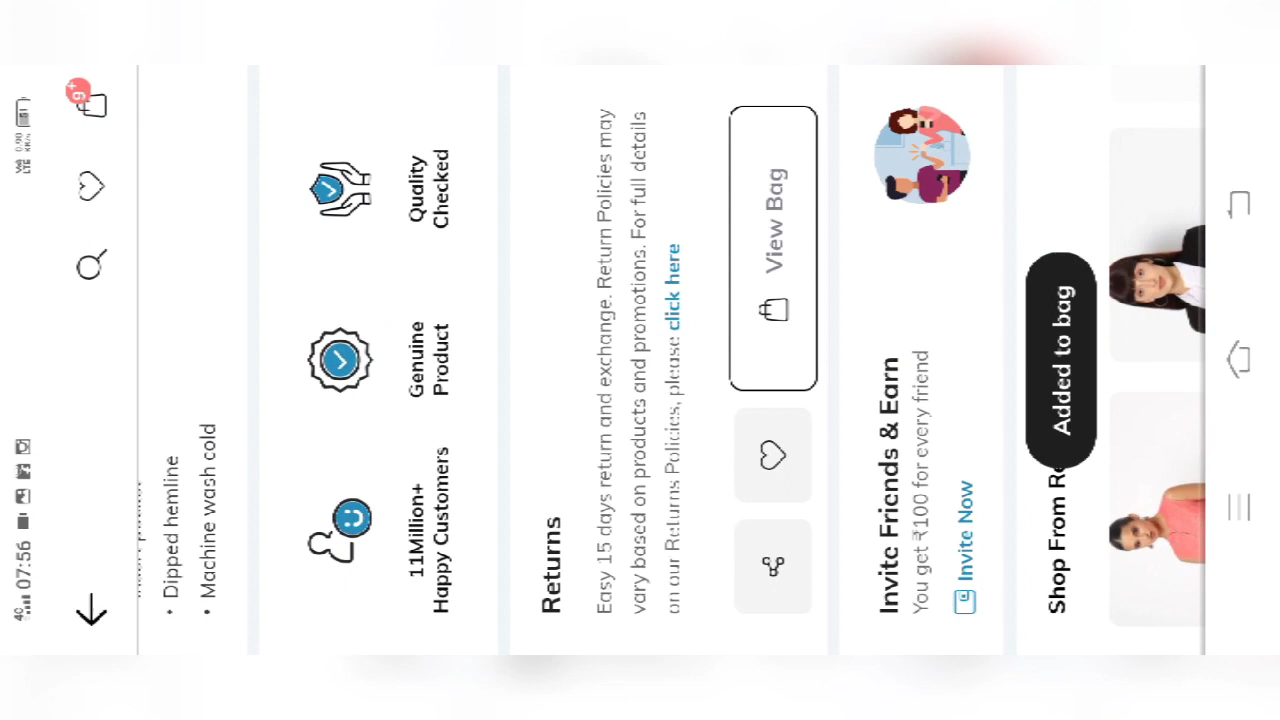 4G 07:56
9+
• Dipped hemline
• Machine wash cold
11Million+
Happy Customers
Genuine
Product
Quality
Checked
Returns
Easy 15 days return and exchange. Return Policies may
vary based on products and promotions. For full details
on our Returns Policies, please click here
View Bag
Invite Friends & Earn
You get ₹100 for every friend
Invite Now
Shop From Re
Added to bag